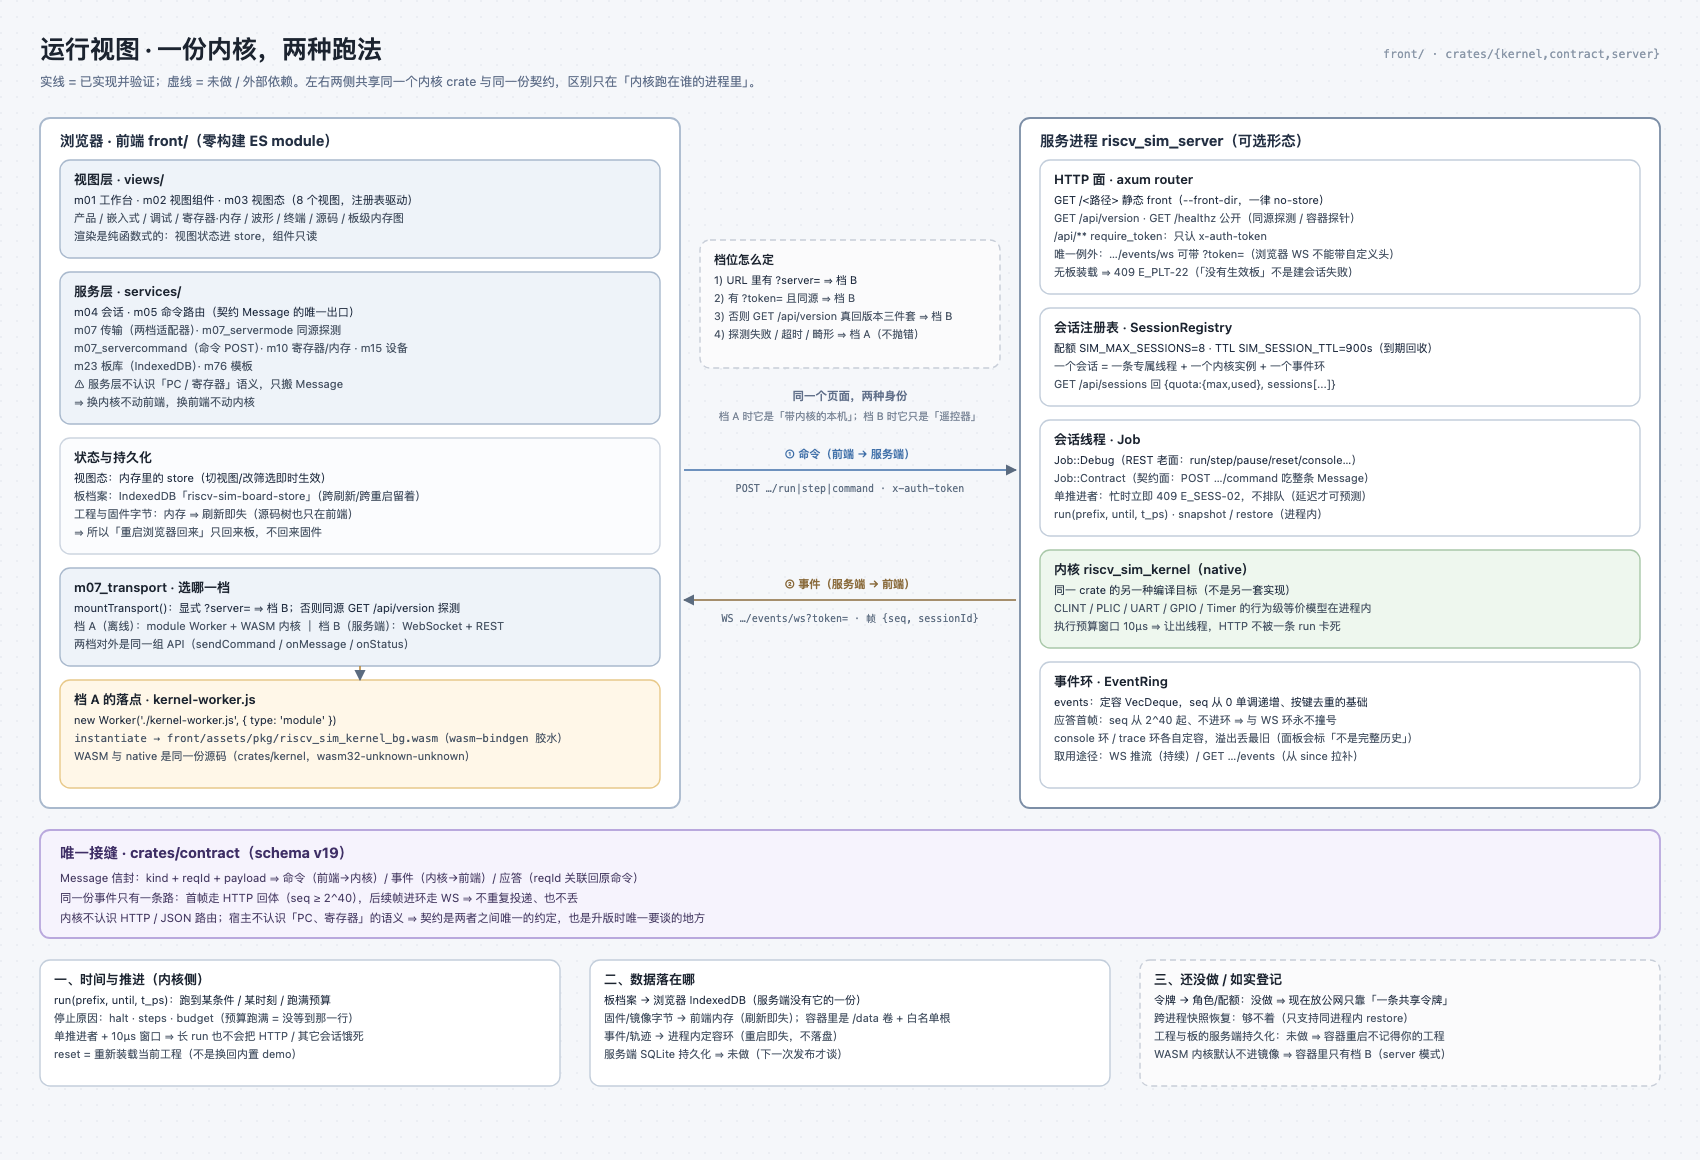 运行视图 · 一份内核，两种跑法
front/ · crates/{kernel,contract,server}
实线 = 已实现并验证；虚线 = 未做 / 外部依赖。左右两侧共享同一个内核 crate 与同一份契约，区别只在「内核跑在谁的进程里」。
浏览器 · 前端 front/（零构建 ES module）
视图层 · views/
m01 工作台 · m02 视图组件 · m03 视图态（8 个视图，注册表驱动）
产品 / 嵌入式 / 调试 / 寄存器·内存 / 波形 / 终端 / 源码 / 板级内存图
渲染是纯函数式的：视图状态进 store，组件只读
服务层 · services/
m04 会话 · m05 命令路由（契约 Message 的唯一出口）
m07 传输（两档适配器）· m07_servermode 同源探测
m07_servercommand（命令 POST）· m10 寄存器/内存 · m15 设备
m23 板库（IndexedDB）· m76 模板
⚠ 服务层不认识「PC / 寄存器」语义，只搬 Message
⇒ 换内核不动前端，换前端不动内核
状态与持久化
视图态：内存里的 store（切视图/改筛选即时生效）
板档案：IndexedDB「riscv-sim-board-store」（跨刷新/跨重启留着）
工程与固件字节：内存 ⇒ 刷新即失（源码树也只在前端）
⇒ 所以「重启浏览器回来」只回来板，不回来固件
m07_transport · 选哪一档
mountTransport()：显式 ?server= ⇒ 档 B；否则同源 GET /api/version 探测
档 A（离线）：module Worker + WASM 内核 | 档 B（服务端）：WebSocket + REST
两档对外是同一组 API（sendCommand / onMessage / onStatus）
档 A 的落点 · kernel-worker.js
new Worker('./kernel-worker.js', { type: 'module' })
instantiate → front/assets/pkg/riscv_sim_kernel_bg.wasm（wasm-bindgen 胶水）
WASM 与 native 是同一份源码（crates/kernel，wasm32-unknown-unknown）
档位怎么定
1) URL 里有 ?server= ⇒ 档 B
2) 有 ?token= 且同源 ⇒ 档 B
3) 否则 GET /api/version 真回版本三件套 ⇒ 档 B
4) 探测失败 / 超时 / 畸形 ⇒ 档 A（不抛错）
同一个页面，两种身份
档 A 时它是「带内核的本机」；档 B 时它只是「遥控器」
① 命令（前端 → 服务端）
POST …/run|step|command · x-auth-token
② 事件（服务端 → 前端）
WS …/events/ws?token= · 帧 {seq, sessionId}
服务进程 riscv_sim_server（可选形态）
HTTP 面 · axum router
GET /<路径> 静态 front（--front-dir，一律 no-store）
GET /api/version · GET /healthz 公开（同源探测 / 容器探针）
/api/** require_token：只认 x-auth-token
唯一例外：…/events/ws 可带 ?token=（浏览器 WS 不能带自定义头）
无板装载 ⇒ 409 E_PLT-22（「没有生效板」不是建会话失败）
会话注册表 · SessionRegistry
配额 SIM_MAX_SESSIONS=8 · TTL SIM_SESSION_TTL=900s（到期回收）
一个会话 = 一条专属线程 + 一个内核实例 + 一个事件环
GET /api/sessions 回 {quota:{max,used}, sessions[…]}
会话线程 · Job
Job::Debug（REST 老面：run/step/pause/reset/console…）
Job::Contract（契约面：POST …/command 吃整条 Message）
单推进者：忙时立即 409 E_SESS-02，不排队（延迟才可预测）
run(prefix, until, t_ps) · snapshot / restore（进程内）
内核 riscv_sim_kernel（native）
同一 crate 的另一种编译目标（不是另一套实现）
CLINT / PLIC / UART / GPIO / Timer 的行为级等价模型在进程内
执行预算窗口 10μs ⇒ 让出线程，HTTP 不被一条 run 卡死
事件环 · EventRing
events：定容 VecDeque，seq 从 0 单调递增、按键去重的基础
应答首帧：seq 从 2^40 起、不进环 ⇒ 与 WS 环永不撞号
console 环 / trace 环各自定容，溢出丢最旧（面板会标「不是完整历史」）
取用途径：WS 推流（持续）/ GET …/events（从 since 拉补）
唯一接缝 · crates/contract（schema v19）
Message 信封：kind + reqId + payload ⇒ 命令（前端→内核）/ 事件（内核→前端）/ 应答（reqId 关联回原命令）
同一份事件只有一条路：首帧走 HTTP 回体（seq ≥ 2^40），后续帧进环走 WS ⇒ 不重复投递、也不丢
内核不认识 HTTP / JSON 路由；宿主不认识「PC、寄存器」的语义 ⇒ 契约是两者之间唯一的约定，也是升版时唯一要谈的地方
一、时间与推进（内核侧）
run(prefix, until, t_ps)：跑到某条件 / 某时刻 / 跑满预算
停止原因：halt · steps · budget（预算跑满 = 没等到那一行）
单推进者 + 10μs 窗口 ⇒ 长 run 也不会把 HTTP / 其它会话饿死
reset = 重新装载当前工程（不是换回内置 demo）
二、数据落在哪
板档案 → 浏览器 IndexedDB（服务端没有它的一份）
固件/镜像字节 → 前端内存（刷新即失）；容器里是 /data 卷 + 白名单根
事件/轨迹 → 进程内定容环（重启即失，不落盘）
服务端 SQLite 持久化 ⇒ 未做（下一次发布才谈）
三、还没做 / 如实登记
令牌 → 角色/配额：没做 ⇒ 现在放公网只靠「一条共享令牌」
跨进程快照恢复：够不着（只支持同进程内 restore）
工程与板的服务端持久化：未做 ⇒ 容器重启不记得你的工程
WASM 内核默认不进镜像 ⇒ 容器里只有档 B（server 模式）